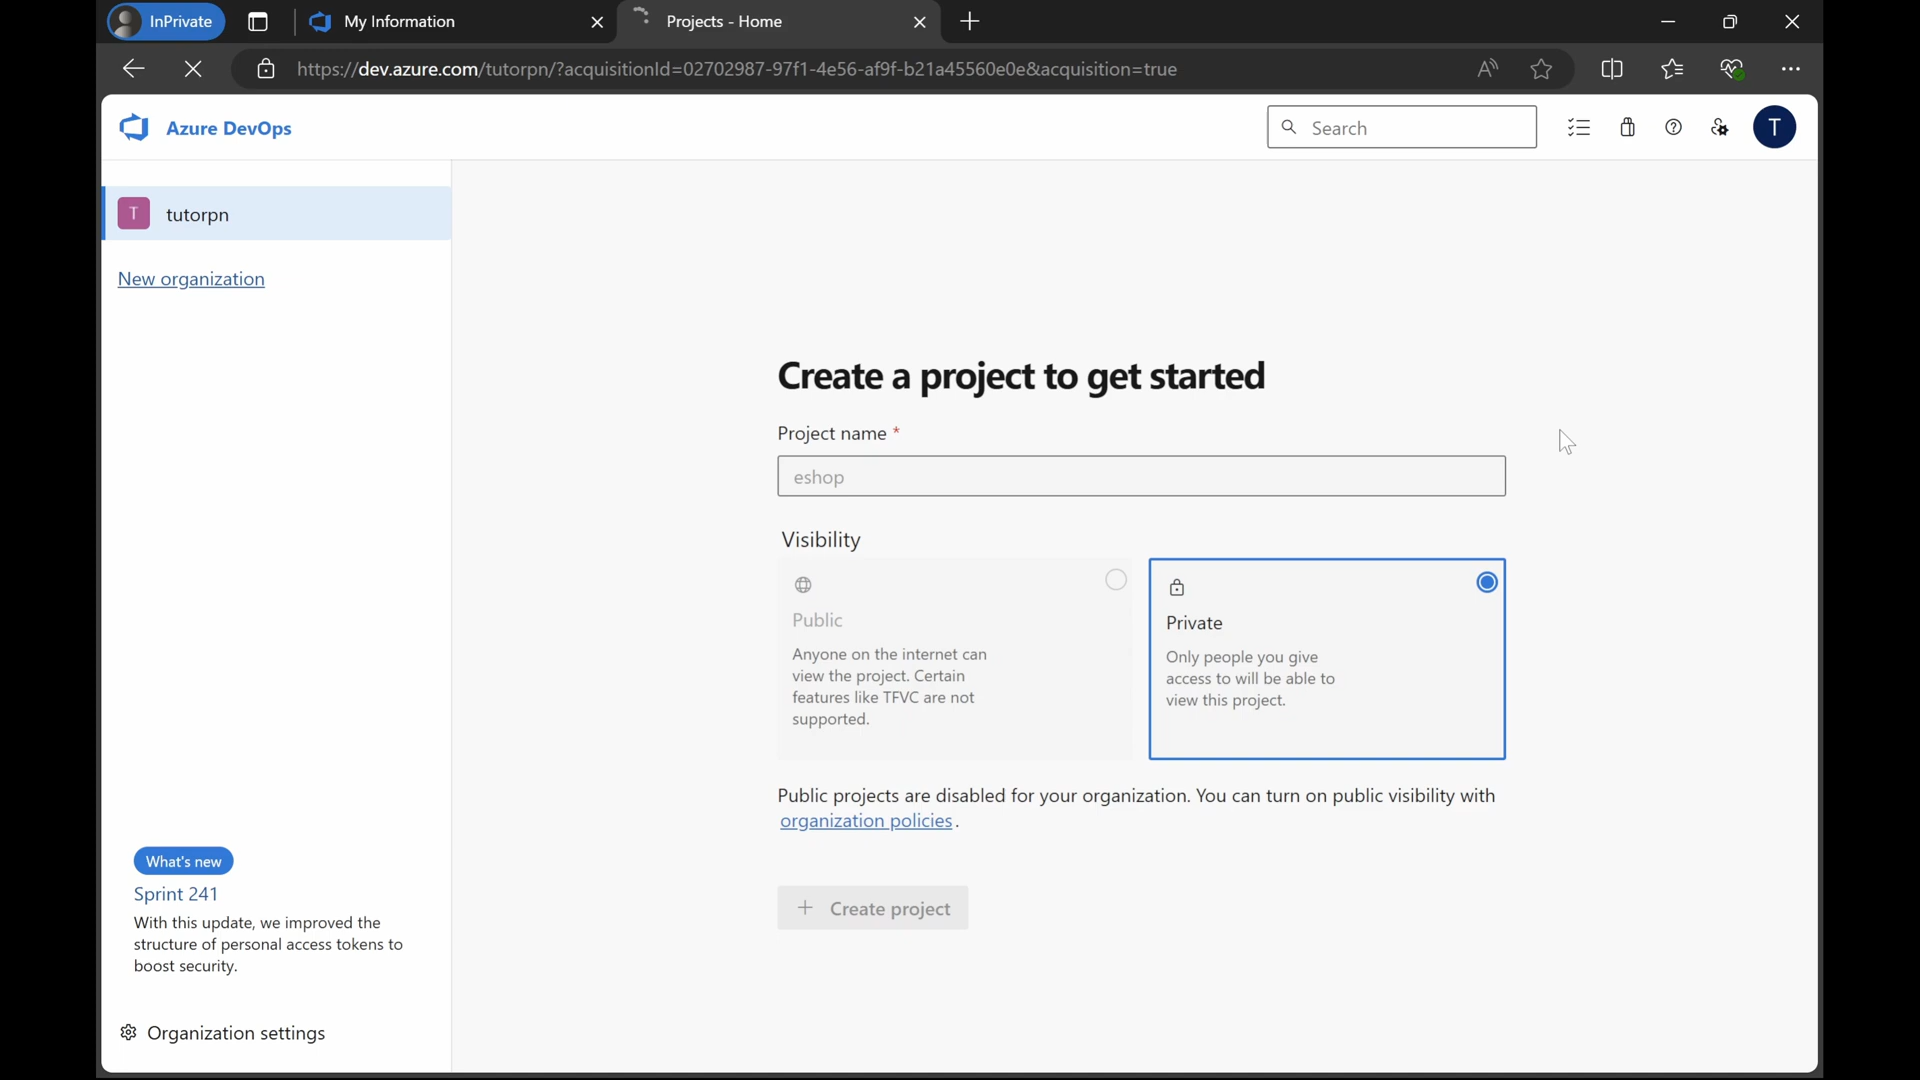 InPrivate
My Information
Projects - Home
https://dev.azure.com/tutorpn/?acquisitionId=02702987-97f1-4e56-af9f-b21a45560e0e&acquisition=true
Azure DevOps
Search
T
T
tutorpn
New organization
Create a project to get started
Project name *
eshop
Visibility
Public
Anyone on the internet can
view the project. Certain
features like TFVC are not
supported.
Private
Only people you give
access to will be able to
view this project.
Public projects are disabled for your organization. You can turn on public visibility with
organization policies.
+ Create project
What's new
Sprint 241
With this update, we improved the
structure of personal access tokens to
boost security.
Organization settings